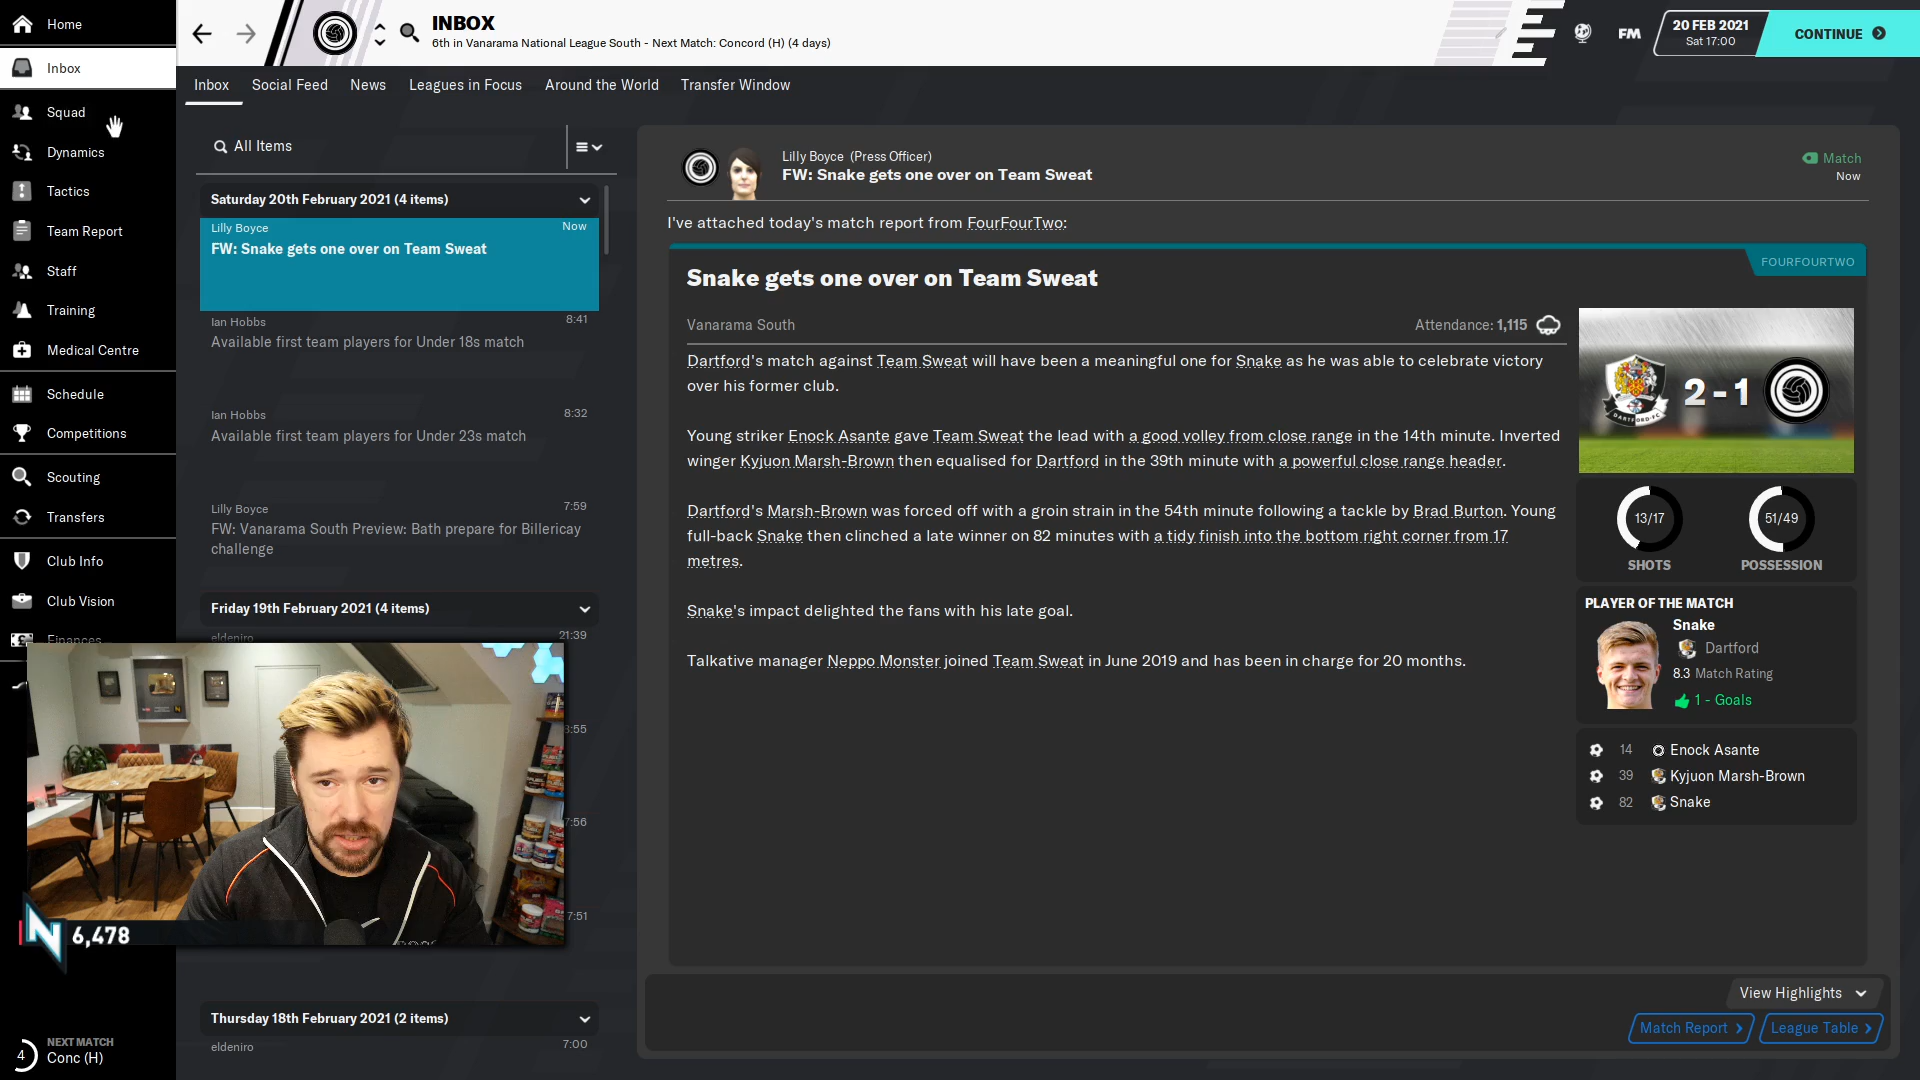 Home
Inbox
Squad
Dynamics
Tactics
Team Report
Staff
Training
Medical Centre
Schedule
Competitions
Scouting
Transfers
Club Info
Club Vision
Finances
NEXT MATCH
4
Conc (H)
INBOX
6th in Vanarama National League South - Next Match: Concord (H) (4 days)
FM
20 FEB 2021
Sat 17:00
CONTINUE
Inbox Social Feed News Leagues in Focus Around the World Transfer Window
All Items
Saturday 20th February 2021 (4 items)
Lilly Boyce Now
FW: Snake gets one over on Team Sweat
Ian Hobbs 8:41
Available first team players for Under 18s match
Ian Hobbs 8:32
Available first team players for Under 23s match
Lilly Boyce 7:59
FW: Vanarama South Preview: Bath prepare for Billericay
challenge
Friday 19th February 2021 (4 items)
eldeniro 21:39
:55
7:56
7:51
N 6,478
Thursday 18th February 2021 (2 items)
eldeniro 7:00
Lilly Boyce (Press Officer)
FW: Snake gets one over on Team Sweat
Match
Now
I've attached today's match report from FourFourTwo:
FOURFOURTWO
Snake gets one over on Team Sweat
Vanarama South Attendance: 1,115
Dartford's match against Team Sweat will have been a meaningful one for Snake as he was able to celebrate victory
over his former club.
Young striker Enock Asante gave Team Sweat the lead with a good volley from close range in the 14th minute. Inverted
winger Kyjuon Marsh-Brown then equalised for Dartford in the 39th minute with a powerful close range header.
Dartford's Marsh-Brown was forced off with a groin strain in the 54th minute following a tackle by Brad Burton. Young
full-back Snake then clinched a late winner on 82 minutes with a tidy finish into the bottom right corner from 17
metres.
Snake's impact delighted the fans with his late goal.
Talkative manager Neppo Monster joined Team Sweat in June 2019 and has been in charge for 20 months.
2 - 1
13/17
51/49
SHOTS
POSSESSION
PLAYER OF THE MATCH
Snake
Dartford
8.3 Match Rating
1 - Goals
14 Enock Asante
39 Kyjuon Marsh-Brown
82 Snake
View Highlights
Match Report
League Table